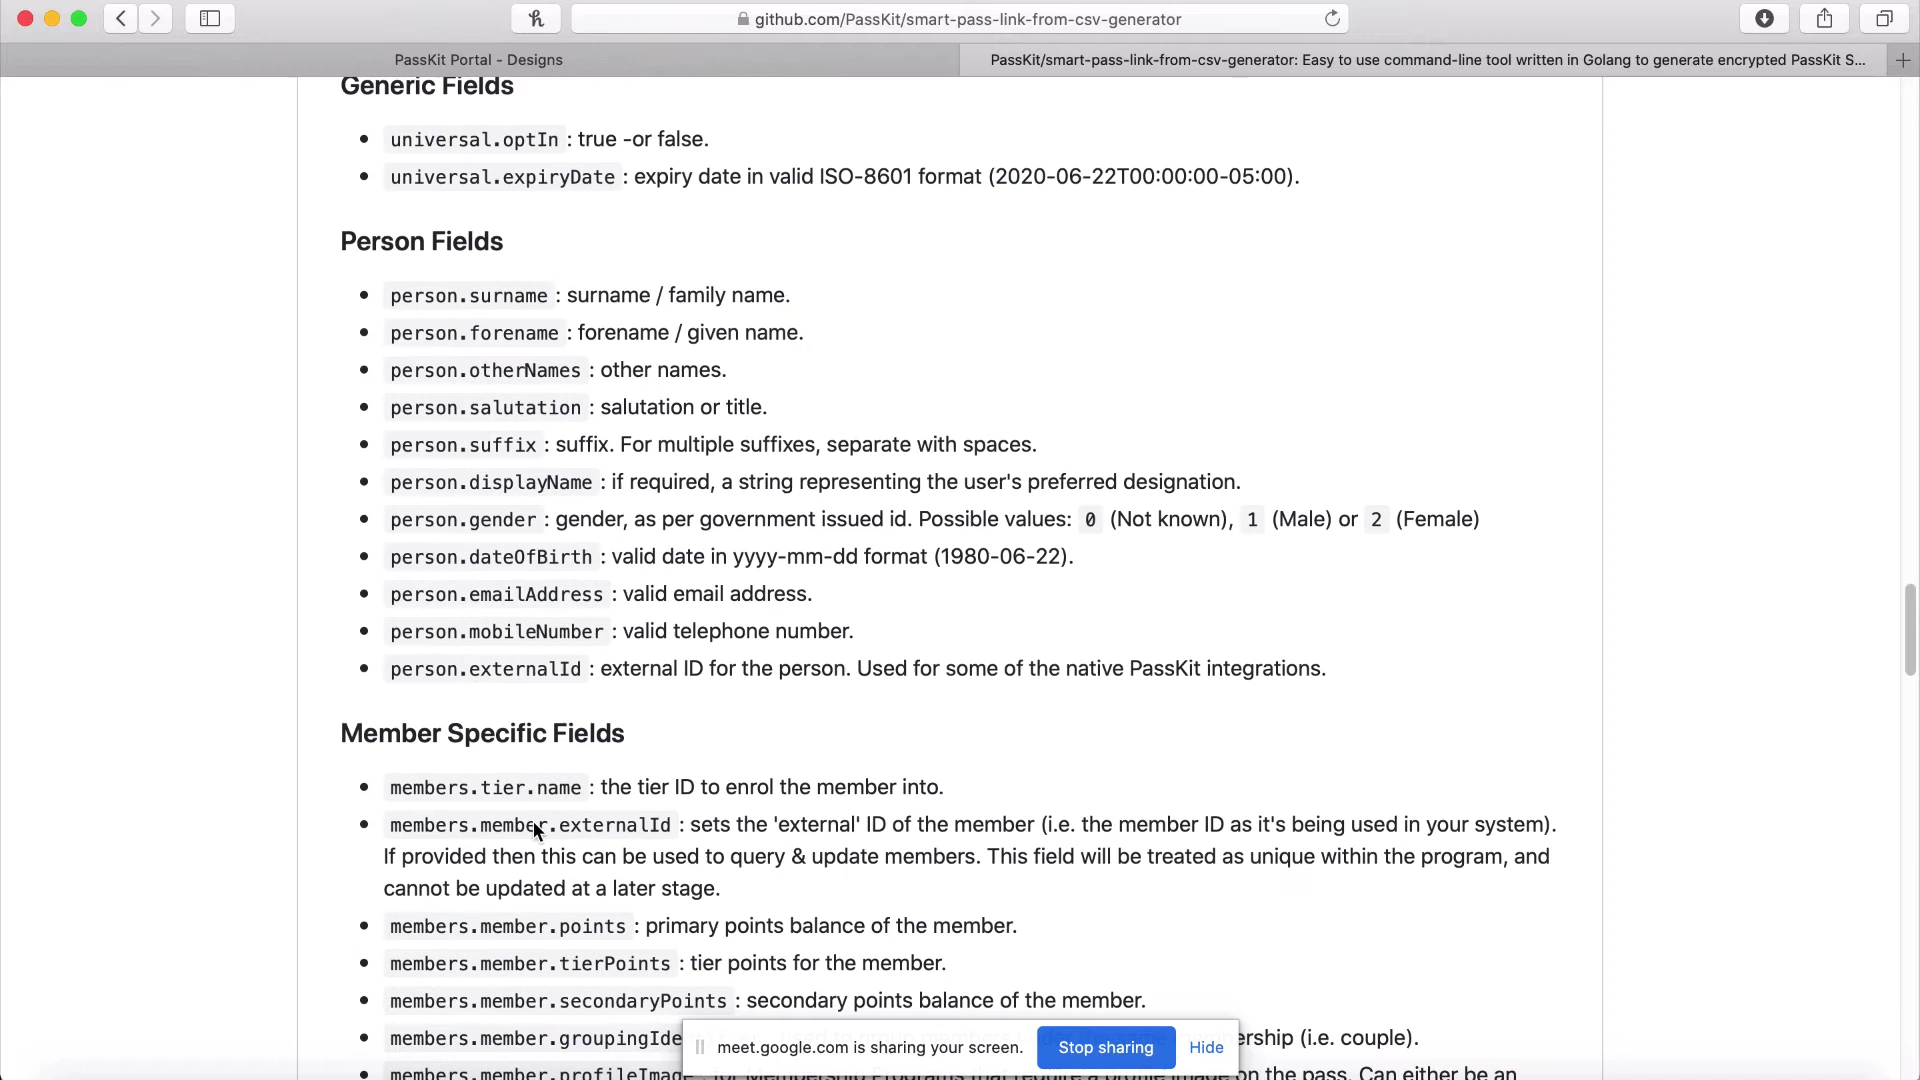 github.com/PassKit/smart-pass-link-from-csv-generator
PassKit Portal - Designs
PassKit/smart-pass-link-from-csv-generator: Easy to use command-line tool written in Golang to generate encrypted PassKit S...
Generic Fields
universal.optIn : true -or false.
universal.expiryDate : expiry date in valid ISO-8601 format (2020-06-22T00:00:00-05:00).
Person Fields
person.surname : surname / family name.
person.forename : forename / given name.
person.otherNames : other names.
person.salutation : salutation or title.
person.suffix : suffix. For multiple suffixes, separate with spaces.
person.displayName : if required, a string representing the user's preferred designation.
person.gender : gender, as per government issued id. Possible values: 0 (Not known), 1 (Male) or 2 (Female)
person.dateOfBirth : valid date in yyyy-mm-dd format (1980-06-22).
person.emailAddress : valid email address.
person.mobileNumber : valid telephone number.
person.externalId : external ID for the person. Used for some of the native PassKit integrations.
Member Specific Fields
members.tier.name : the tier ID to enrol the member into.
members.member.externalId : sets the 'external' ID of the member (i.e. the member ID as it's being used in your system).
If provided then this can be used to query & update members. This field will be treated as unique within the program, and
cannot be updated at a later stage.
members.member.points : primary points balance of the member.
members.member.tierPoints : tier points for the member.
members.member.secondaryPoints : secondary points balance of the member.
members.member.groupingIde ership (i.e. couple).
meet.google.com is sharing your screen. Stop sharing Hide
members.member.profileImage : for Membership Programs that require a profile image on the pass. Can either be an